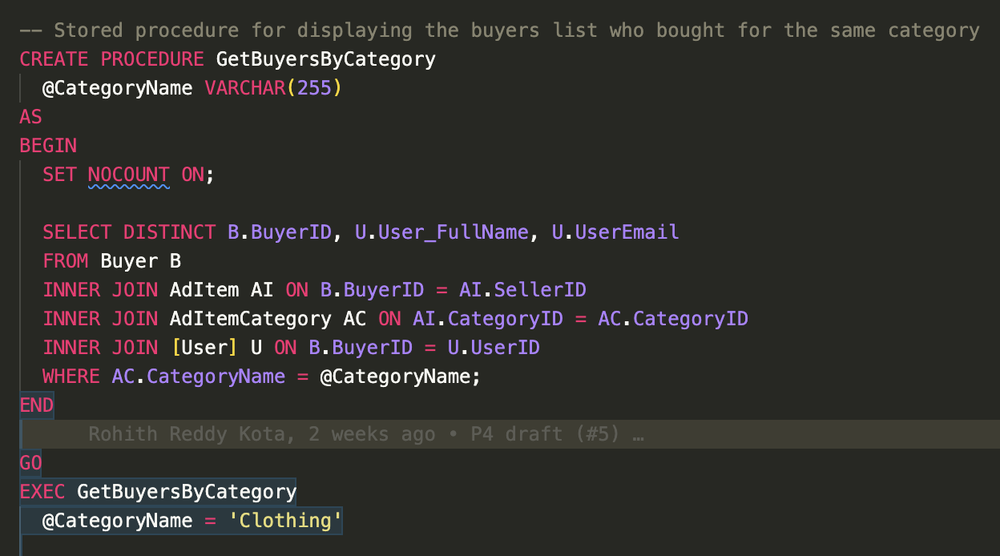 -- Stored procedure for displaying the buyers list who bought for the same category
CREATE PROCEDURE GetBuyersByCategory
  @CategoryName VARCHAR(255)
AS
BEGIN
  SET NOCOUNT ON;

  SELECT DISTINCT B.BuyerID, U.User_FullName, U.UserEmail
  FROM Buyer B
  INNER JOIN AdItem AI ON B.BuyerID = AI.SellerID
  INNER JOIN AdItemCategory AC ON AI.CategoryID = AC.CategoryID
  INNER JOIN [User] U ON B.BuyerID = U.UserID
  WHERE AC.CategoryName = @CategoryName;
END
      Rohith Reddy Kota, 2 weeks ago • P4 draft (#5) …
GO
EXEC GetBuyersByCategory
  @CategoryName = 'Clothing'